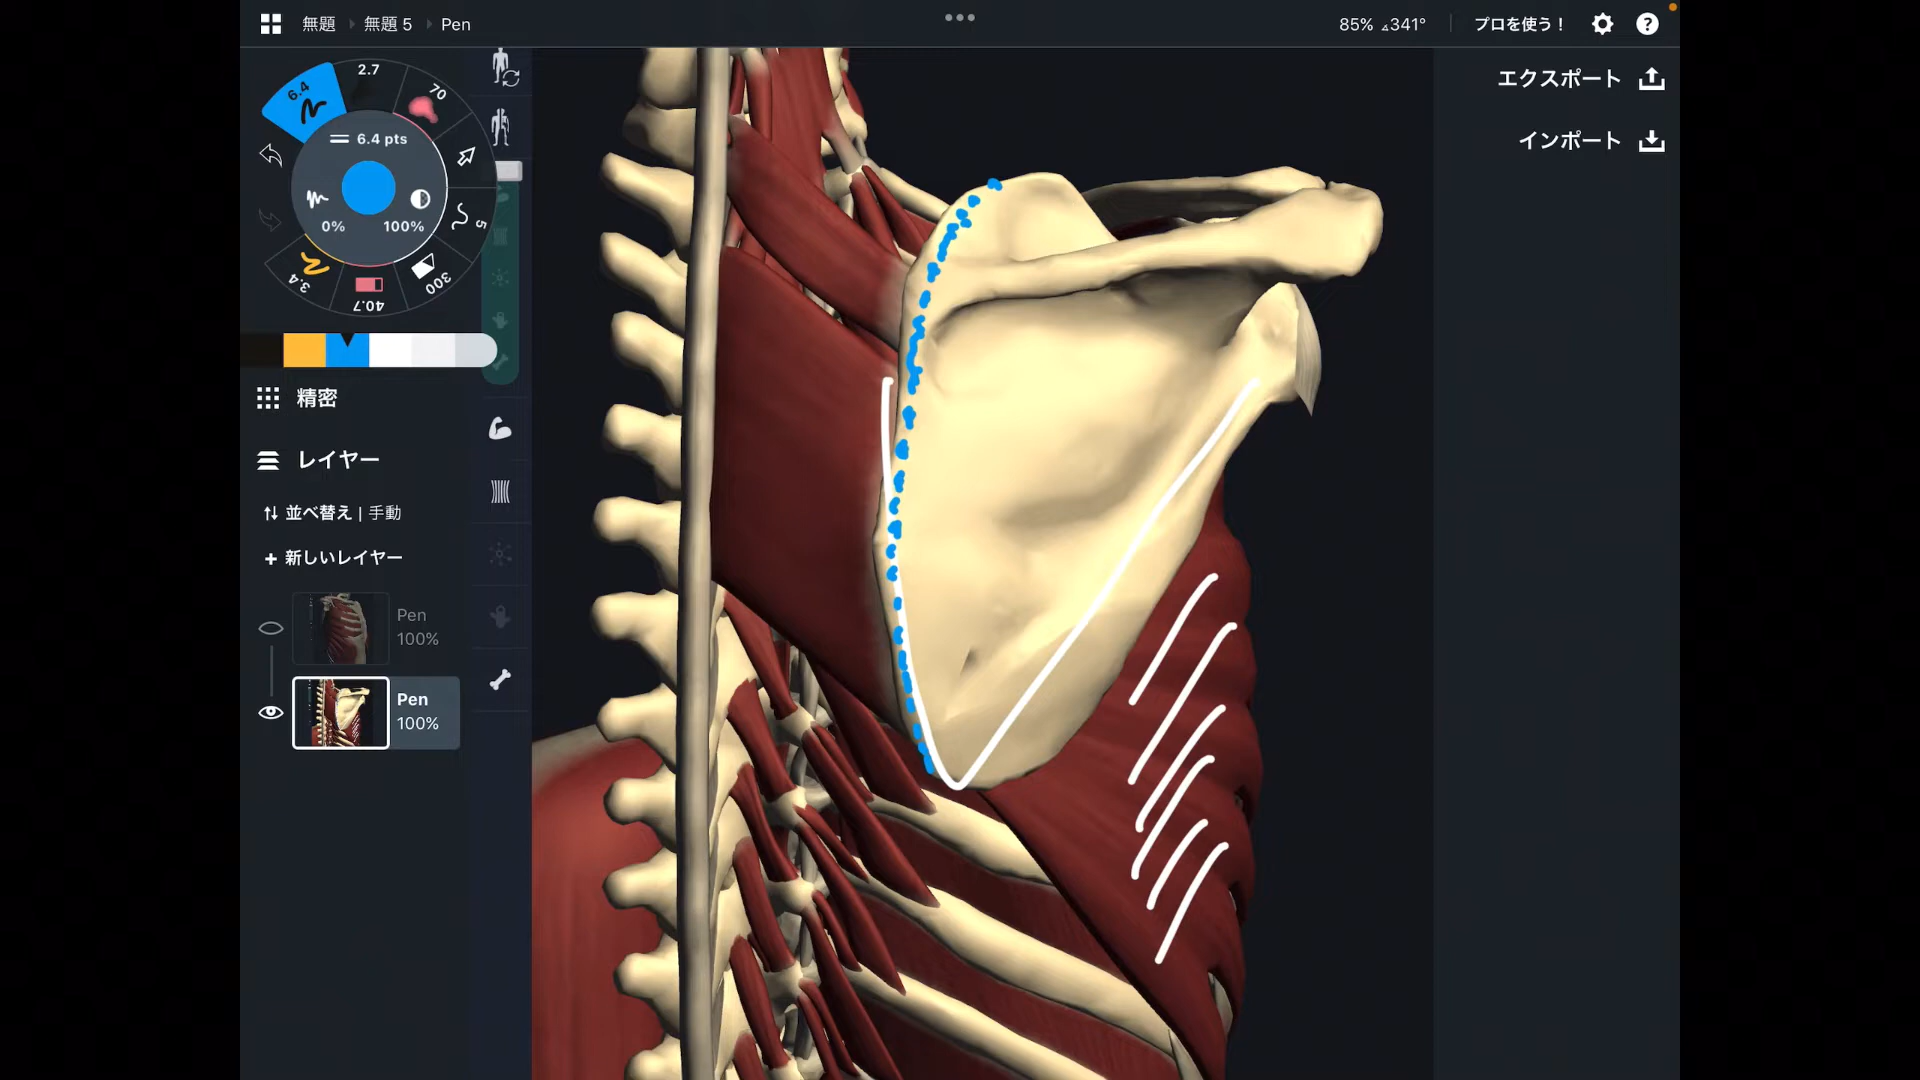 無題 › 無題 5 › Pen
85% ⊿341°
プロを使う！
エクスポート
インポート
6.4
2.7
70
5
300
40.7
3.4
6.4 pts
0%
100%
精密
レイヤー
並べ替え | 手動
+ 新しいレイヤー
Pen
100%
Pen
100%